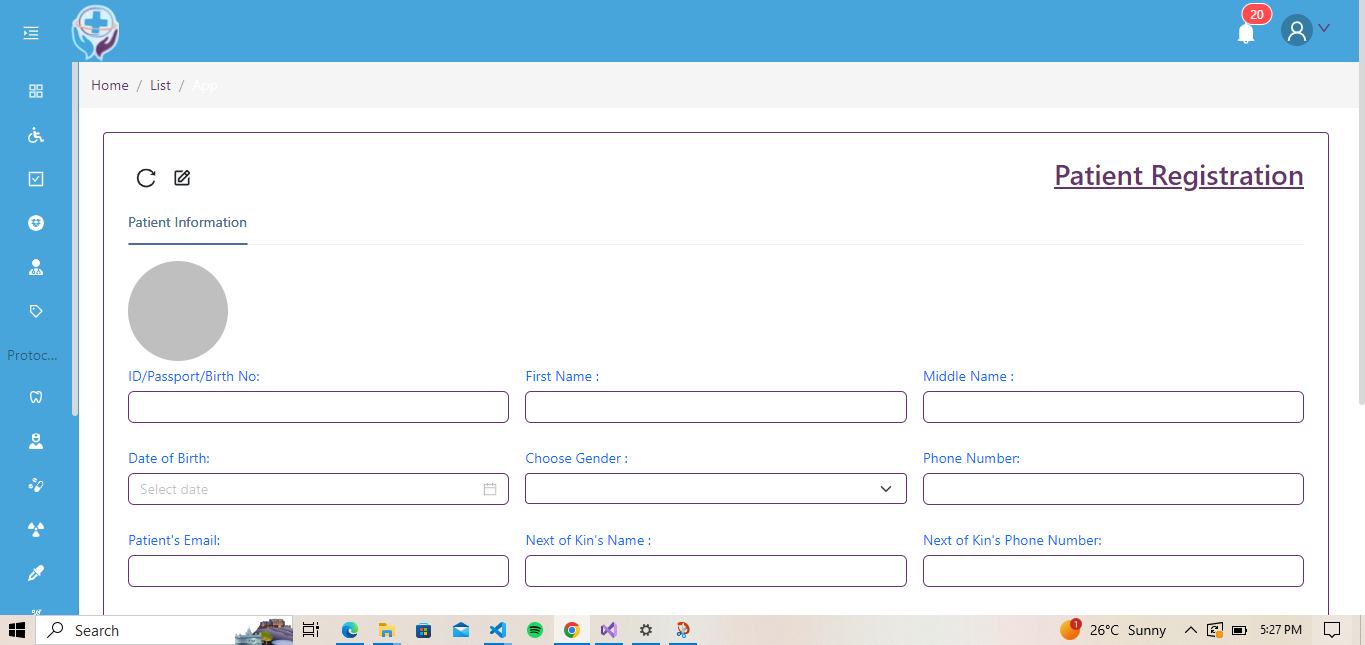 20
Home / List / App
Patient Registration
Patient Information
Protoc...
ID/Passport/Birth No:
First Name :
Middle Name :
Date of Birth:
Choose Gender :
Phone Number:
Select date
Patient's Email:
Next of Kin's Name :
Next of Kin's Phone Number:
Search
1
26°C Sunny
5:27 PM